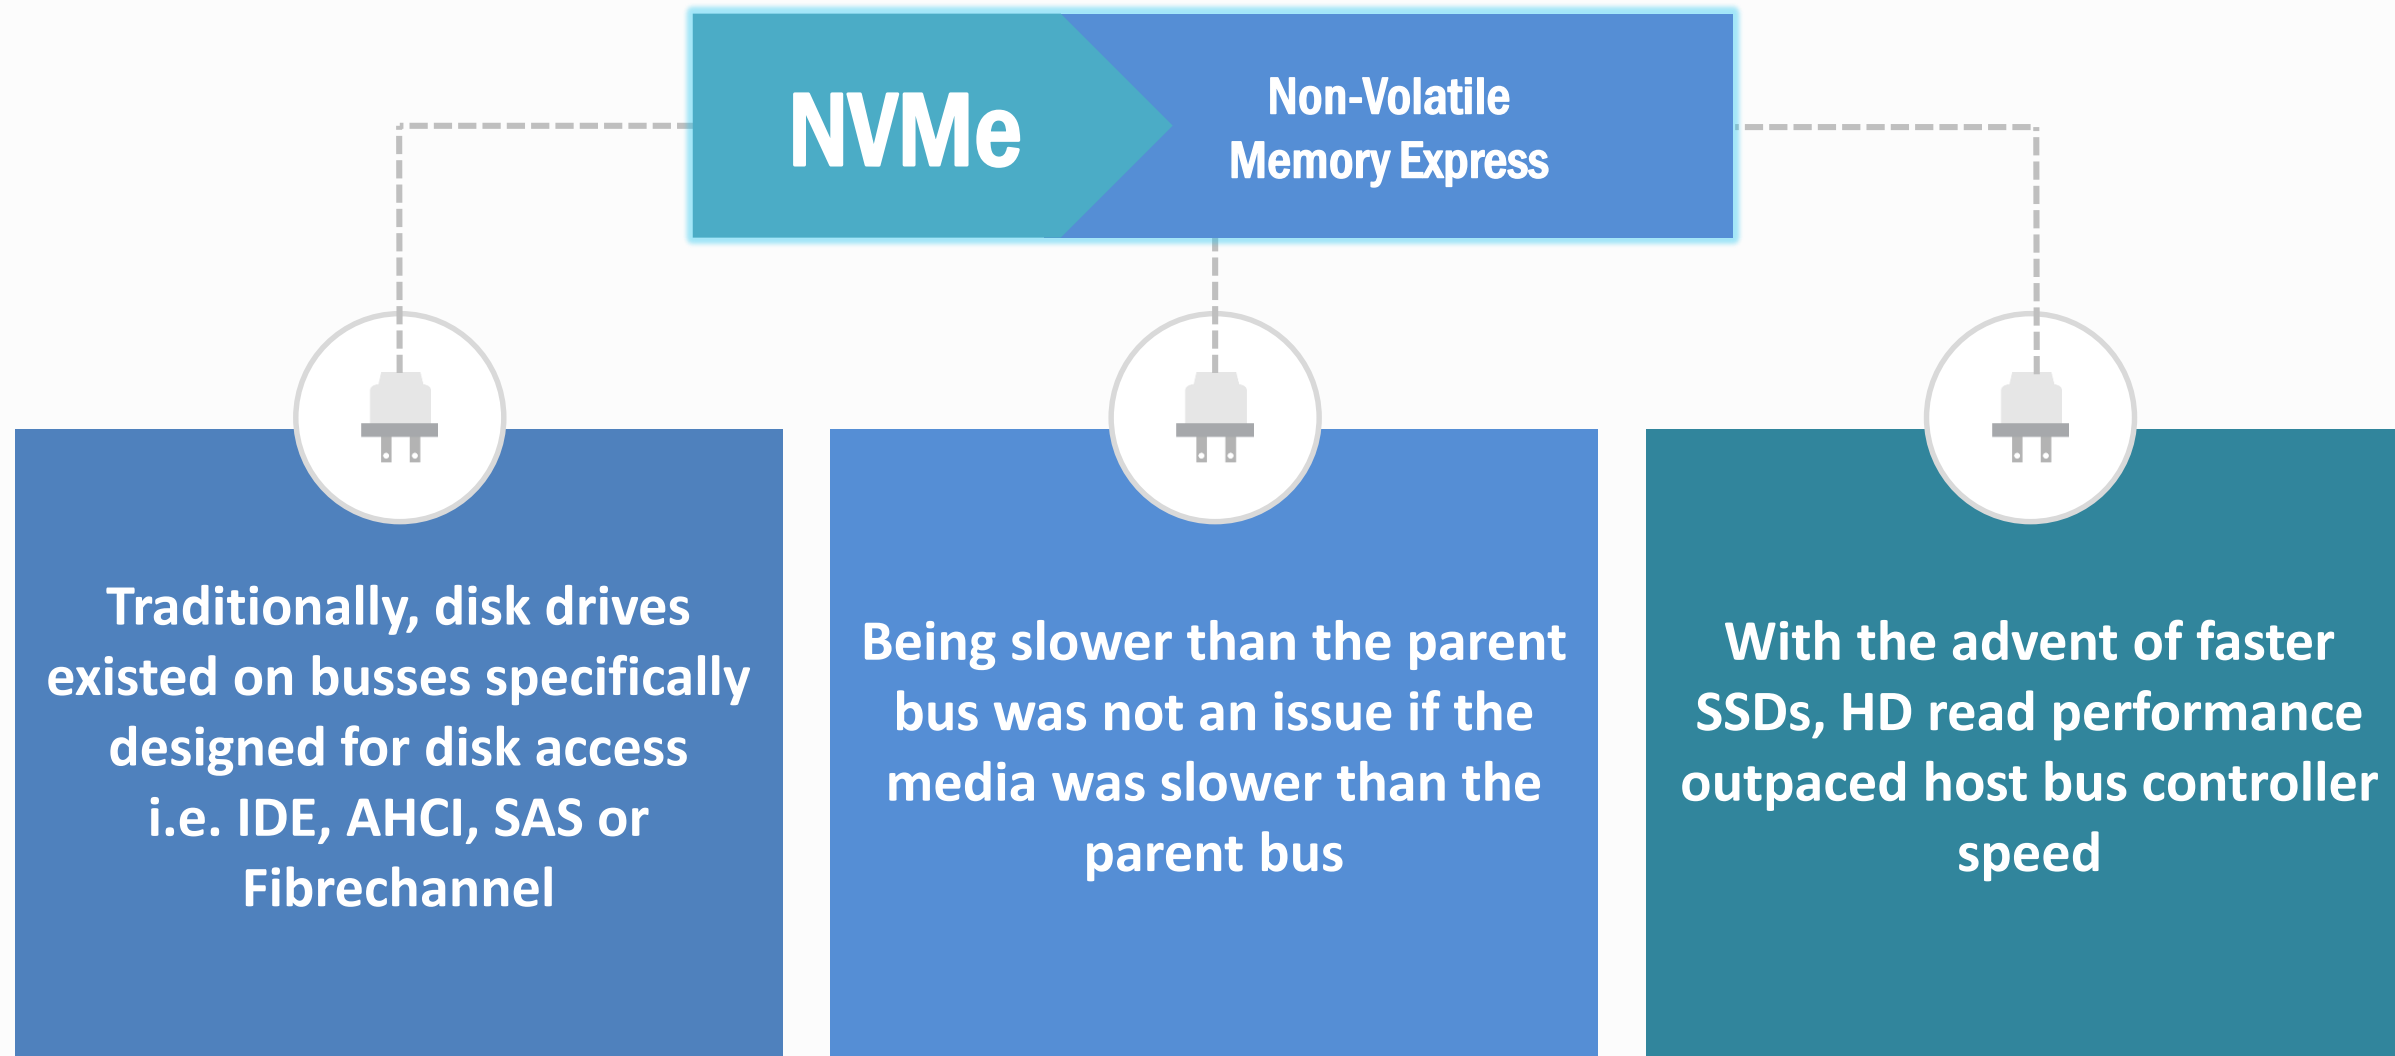 NVMe
Non-Volatile
Memory Express
Traditionally, disk drives
existed on busses specifically
designed for disk access
i.e. IDE, AHCI, SAS or
Fibrechannel
Being slower than the parent
bus was not an issue if the
media was slower than the
parent bus
With the advent of faster
SSDs, HD read performance
outpaced host bus controller
speed